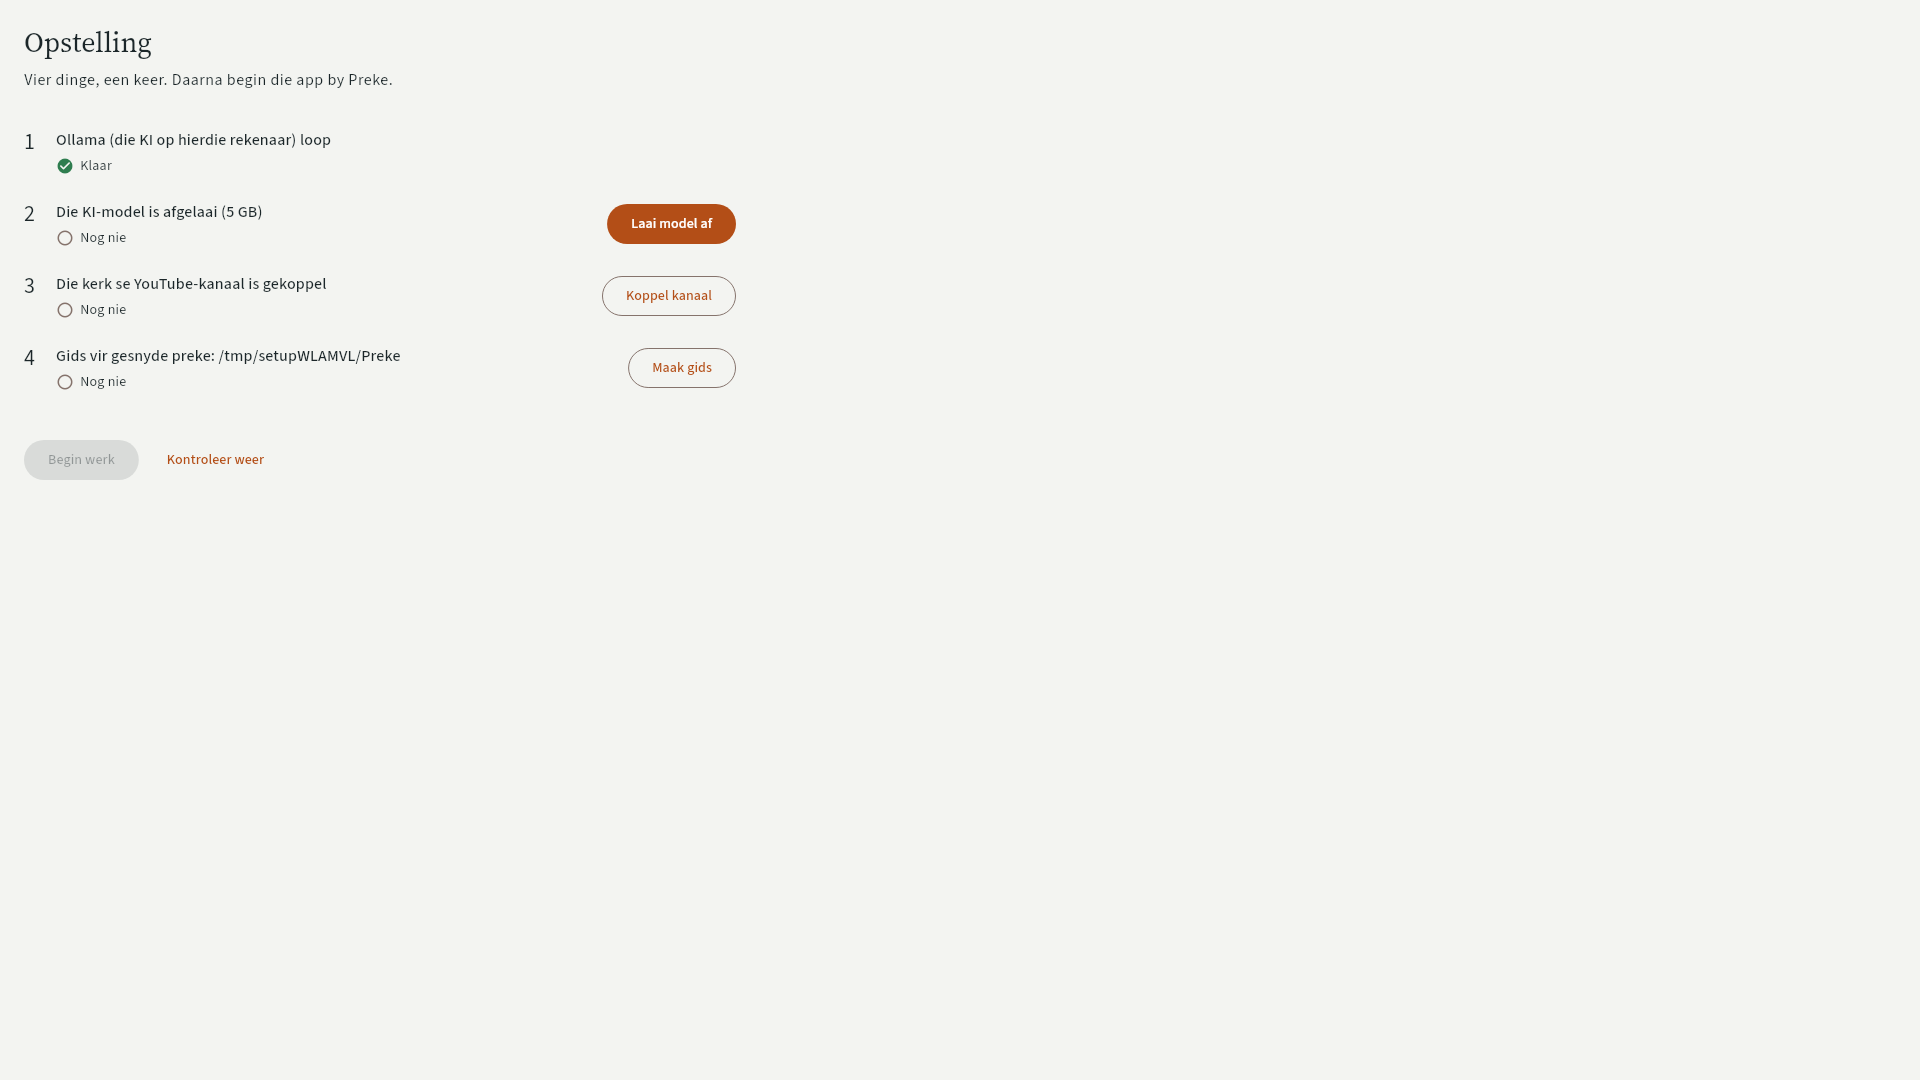 Opstelling
Vier dinge, een keer. Daarna begin die app by Preke.
1 Ollama (die KI op hierdie rekenaar) loop
Klaar
2 Die KI-model is afgelaai (5 GB)
Nog nie
Laai model af
3 Die kerk se YouTube-kanaal is gekoppel
Nog nie
Koppel kanaal
4 Gids vir gesnyde preke: /tmp/setupWLAMVL/Preke
Nog nie
Maak gids
Begin werk
Kontroleer weer